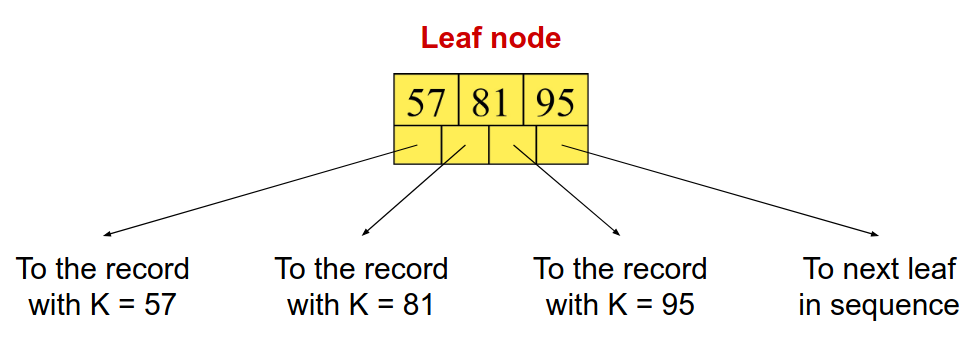 Leaf node
57 81 95
To the record
with K = 57
To the record
with K = 81
To the record
with K = 95
To next leaf
in sequence